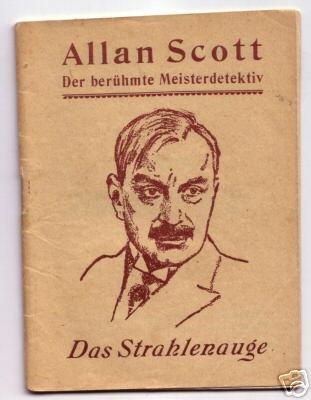 Allan Scott
Der berühmte Meisterdetektiv
Das Strahlenauge